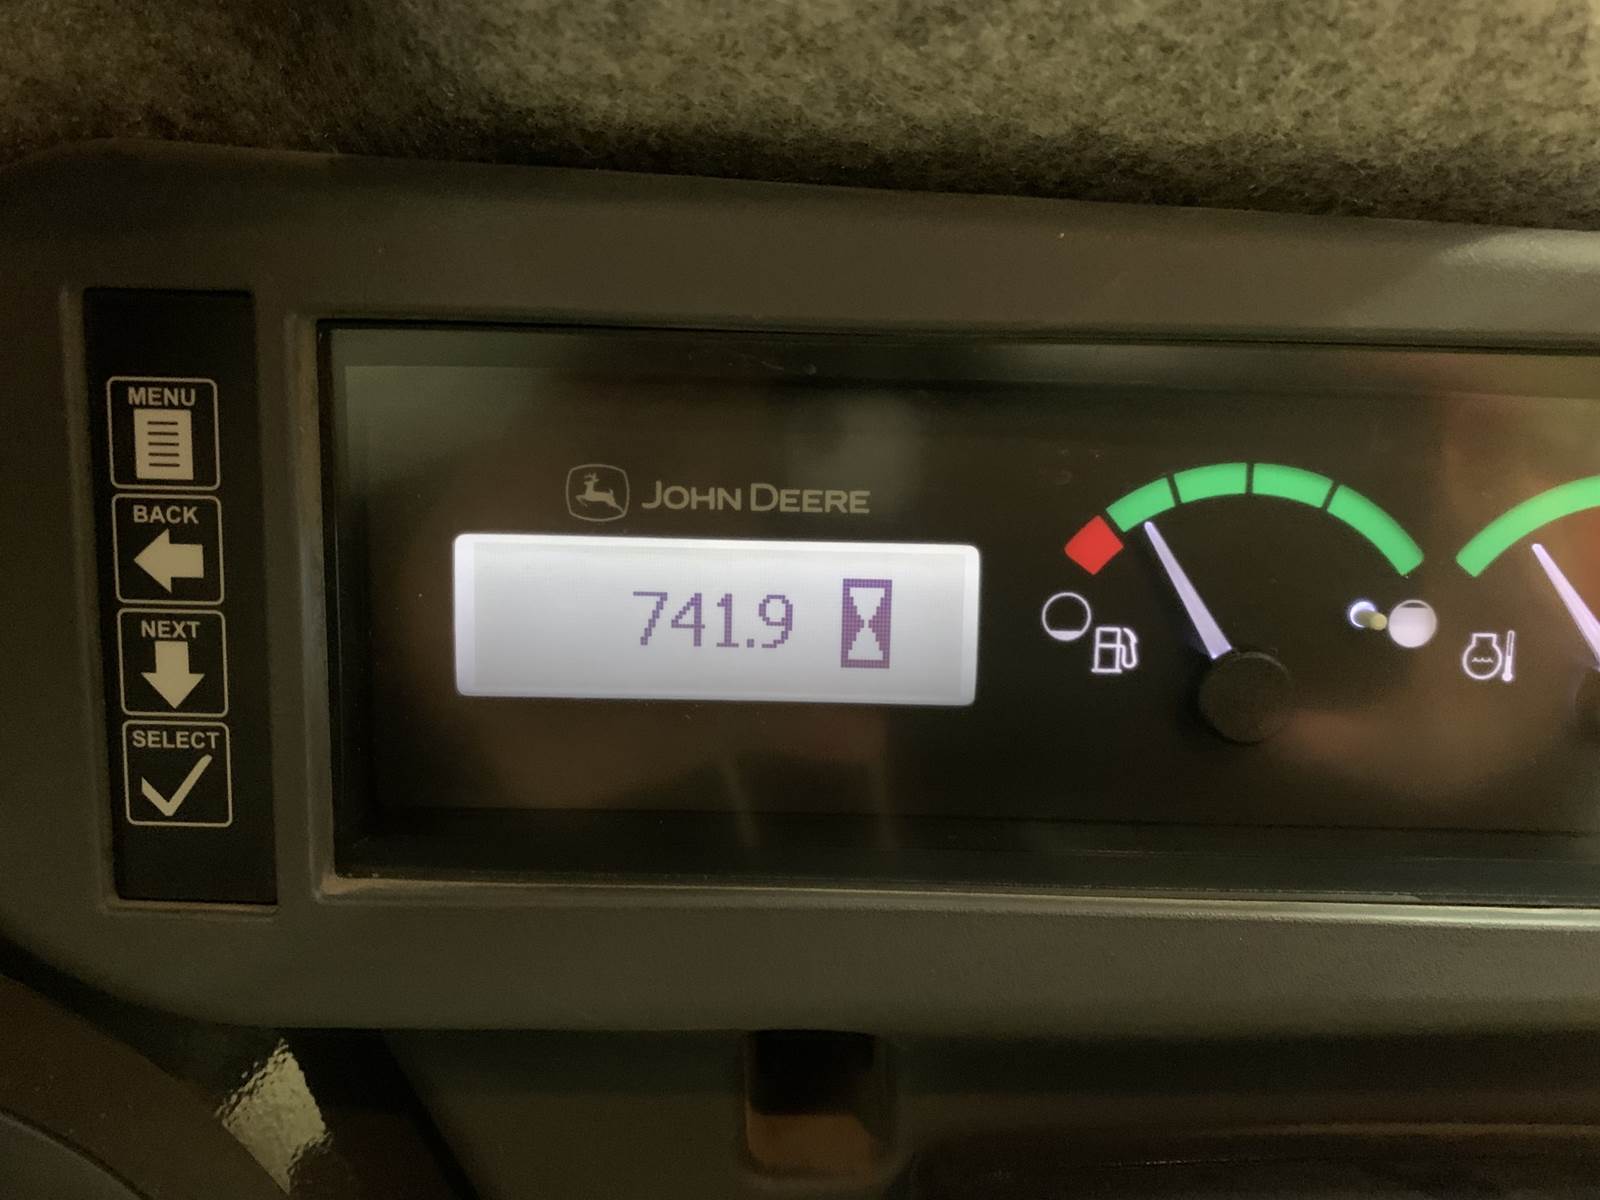 MENU
BACK
NEXT
SELECT
JOHN DEERE
741.9